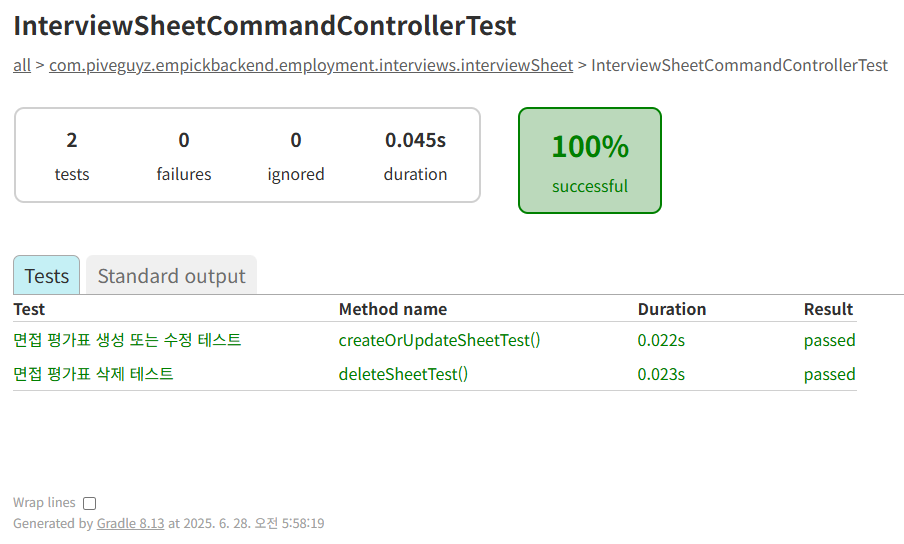 InterviewSheetCommandControllerTest
all > com.piveguyz.empickbackend.employment.interviews.interviewSheet > InterviewSheetCommandControllerTest
2 0 0 0.045s
tests failures ignored duration
100%
successful
Tests Standard output
Test Method name Duration Result
면접 평가표 생성 또는 수정 테스트 createOrUpdateSheetTest() 0.022s passed
면접 평가표 삭제 테스트 deleteSheetTest() 0.023s passed
Wrap lines
Generated by Gradle 8.13 at 2025. 6. 28. 오전 5:58:19